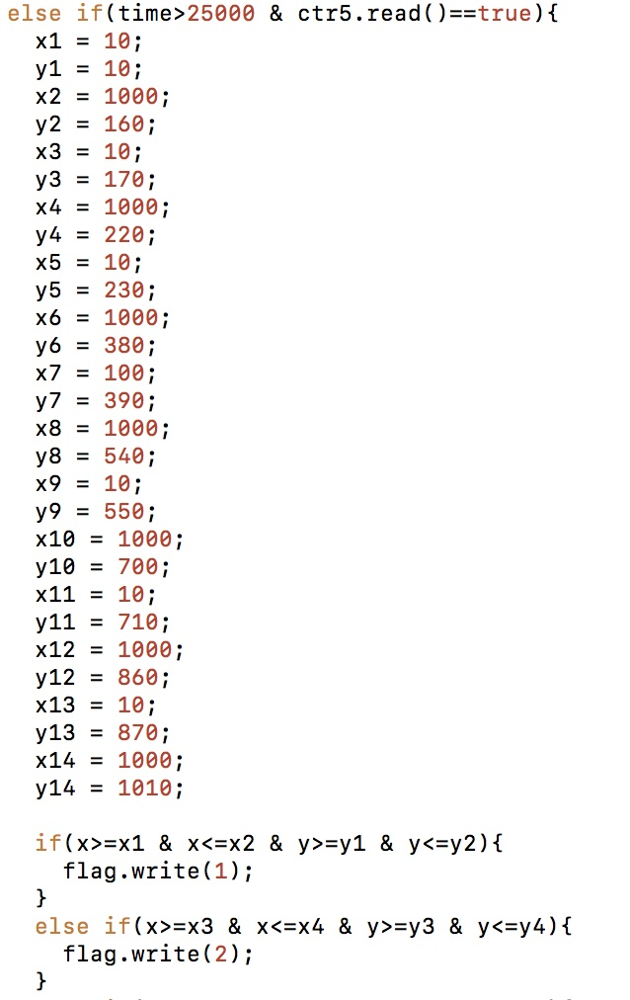 else if(time>25000 & ctr5.read()==true){
x1 = 10;
y1 = 10;
x2 = 1000;
y2 = 160;
x3 = 10;
y3 = 170;
x4 = 1000;
y4 = 220;
x5 = 10;
y5 = 230;
x6 = 1000;
y6 = 380;
x7 = 100;
y7 = 390;
x8 = 1000;
y8 = 540;
x9 = 10;
y9 = 550;
x10 = 1000;
y10 = 700;
x11 = 10;
y11 = 710;
x12 = 1000;
y12 = 860;
x13 = 10;
y13 = 870;
x14 = 1000;
y14 = 1010;
if(x>=x1 & x<=x2 & y>=y1 & y<=y2){
flag.write(1);
}
else if(x>=x3 & x<=x4 & y>=y3 & y<=y4){
flag.write(2);
}